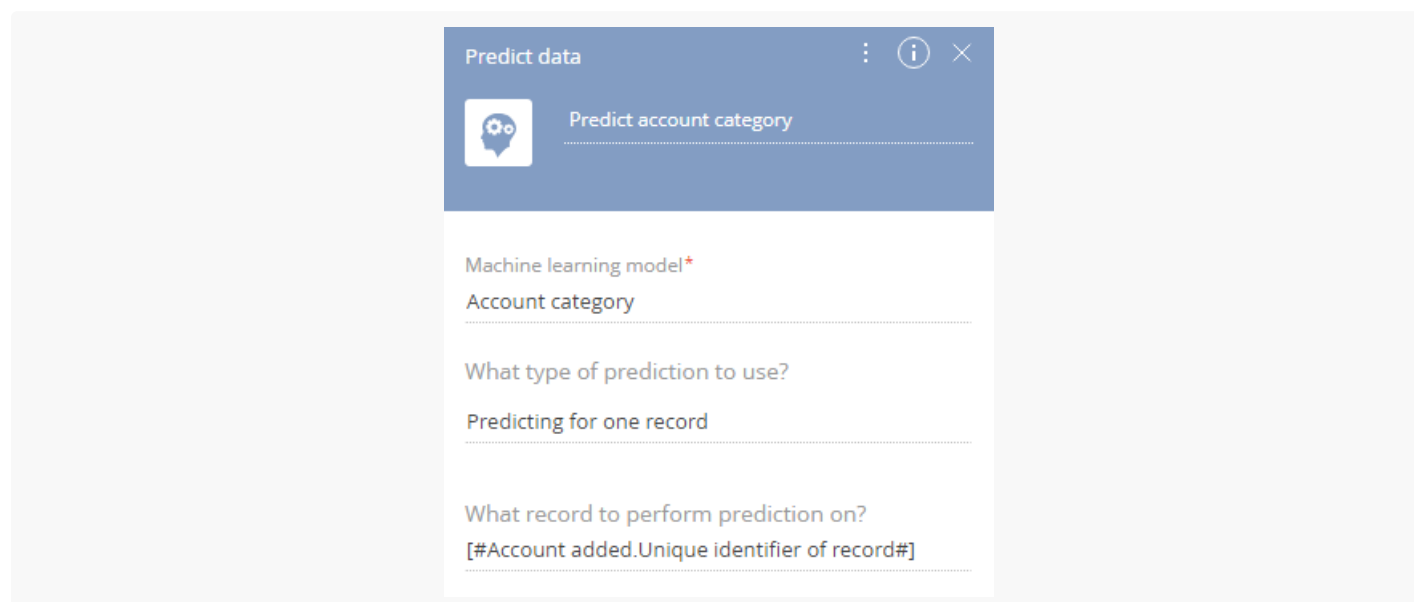 Predict data
Predict account category
Machine learning model*
Account category
What type of prediction to use?
Predicting for one record
What record to perform prediction on?
[#Account added.Unique identifier of record#]